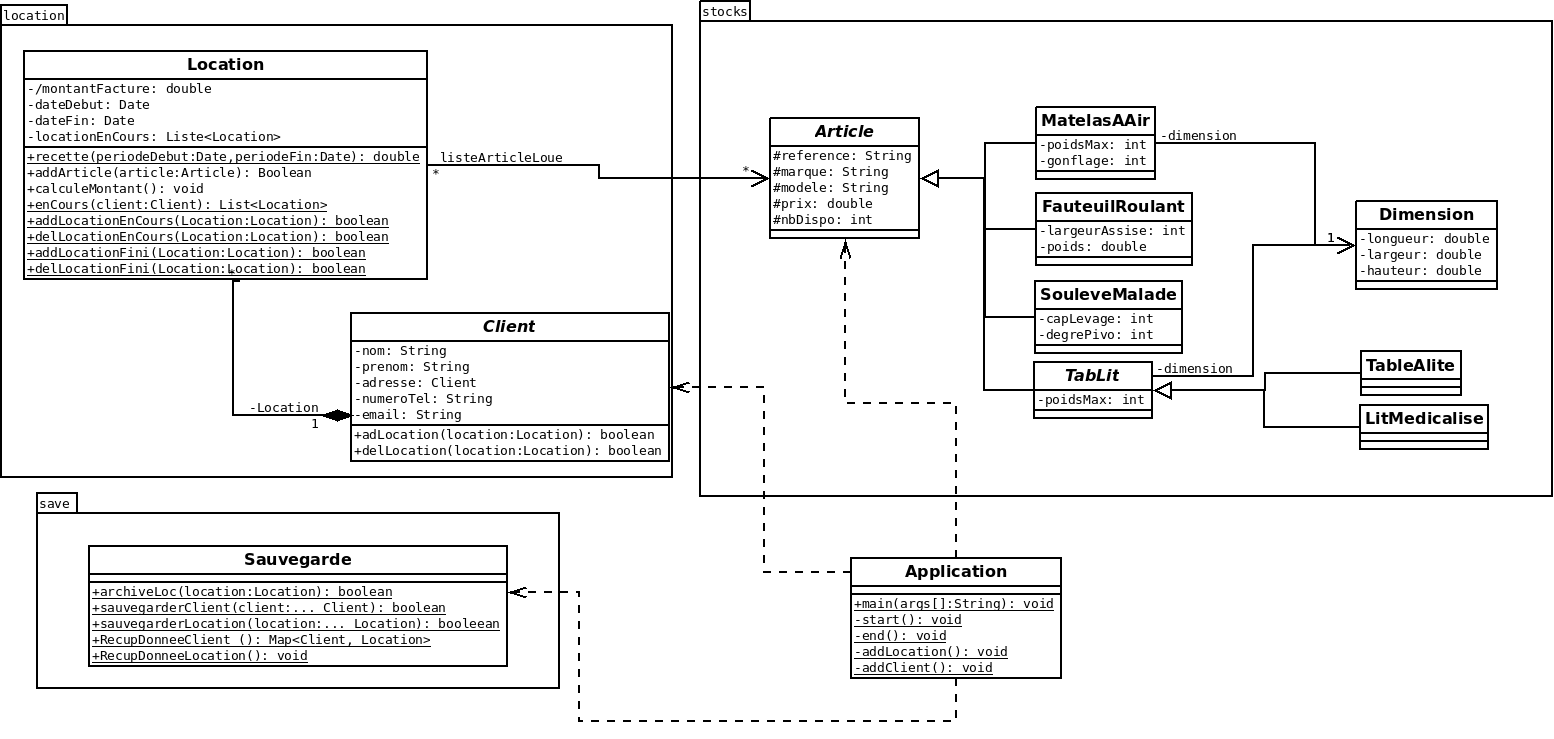 location
Location
-/montantFacture: double
-dateDebut: Date
-dateFin: Date
-locationEnCours: Liste<Location>
+recette(periodeDebut:Date,periodeFin:Date): double
+addArticle(article:Article): Boolean
+calculeMontant(): void
+enCours(client:Client): List<Location>
+addLocationEnCours(Location:Location): boolean
+delLocationEnCours(Location:Location): boolean
+addLocationFini(Location:Location): boolean
+delLocationFini(Location:Location): boolean
*
listeArticleLoue
*
*
Client
-nom: String
-prenom: String
-adresse: Client
-numeroTel: String
-email: String
+adLocation(location:Location): boolean
+delLocation(location:Location): boolean
-Location
1
stocks
Article
#reference: String
#marque: String
#modele: String
#prix: double
#nbDispo: int
MatelasAAir
-poidsMax: int
-gonflage: int
-dimension
FauteuilRoulant
-largeurAssise: int
-poids: double
SouleveMalade
-capLevage: int
-degrePivo: int
TabLit
-poidsMax: int
-dimension
1
Dimension
-longueur: double
-largeur: double
-hauteur: double
TableAlite
LitMedicalise
save
Sauvegarde
+archiveLoc(location:Location): boolean
+sauvegarderClient(client:... Client): boolean
+sauvegarderLocation(location:... Location): booleean
+RecupDonneeClient (): Map<Client, Location>
+RecupDonneeLocation(): void
Application
+main(args[]:String): void
-start(): void
-end(): void
-addLocation(): void
-addClient(): void